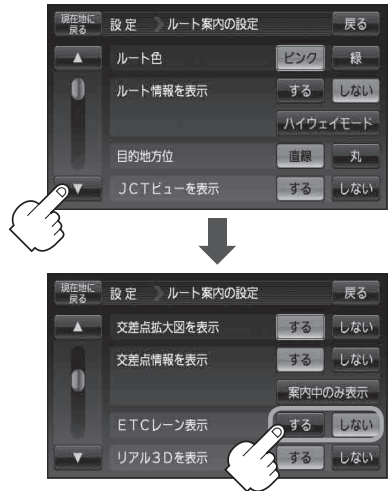 現在地に
戻る
設定 ルート案内の設定 戻る
▲ ルート色 ピンク 緑
ルート情報を表示 する しない
ハイウェイモード
目的地方位 直線 丸
▼ JCTビューを表示 する しない
現在地に
戻る
設定 ルート案内の設定 戻る
▲ 交差点拡大図を表示 する しない
交差点情報を表示 する しない
案内中のみ表示
ETCレーン表示 する しない
▼ リアル3Dを表示 する しない